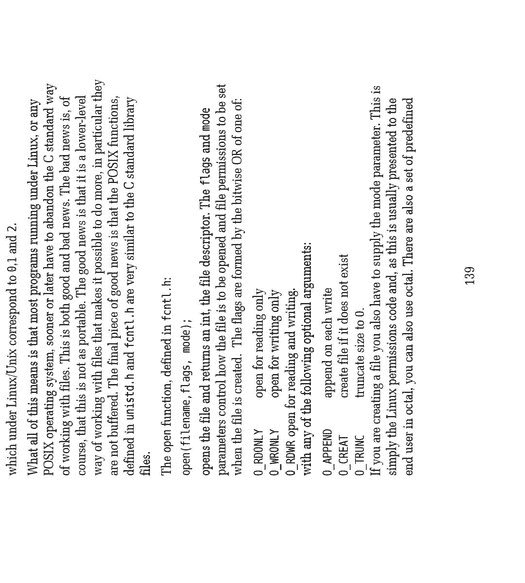 which under Linux/Unix correspond to 0,1 and 2.
What all of this means is that most programs running under Linux, or any
POSIX operating system, sooner or later have to abandon the C standard way
of working with files. This is both good and bad news. The bad news is, of
course, that this is not as portable. The good news is that it is a lower-level
way of working with files that makes it possible to do more, in particular they
are not buffered. The final piece of good news is that the POSIX functions,
defined in unistd.h and fcntl.h are very similar to the C standard library
files.
The open function, defined in fcntl.h:
open(filename,flags, mode);
opens the file and returns an int, the file descriptor. The flags and mode
parameters control how the file is to be opened and file permissions to be set
when the file is created. The flags are formed by the bitwise OR of one of:
O_RDONLY open for reading only
O_WRONLY open for writing only
O_RDWR open for reading and writing,
with any of the following optional arguments:
O_APPEND append on each write
O_CREAT create file if it does not exist
O_TRUNC truncate size to 0.
If you are creating a file you also have to supply the mode parameter. This is
simply the Linux permissions code and, as this is usually presented to the
end user in octal, you can also use octal. There are also a set of predefined
139